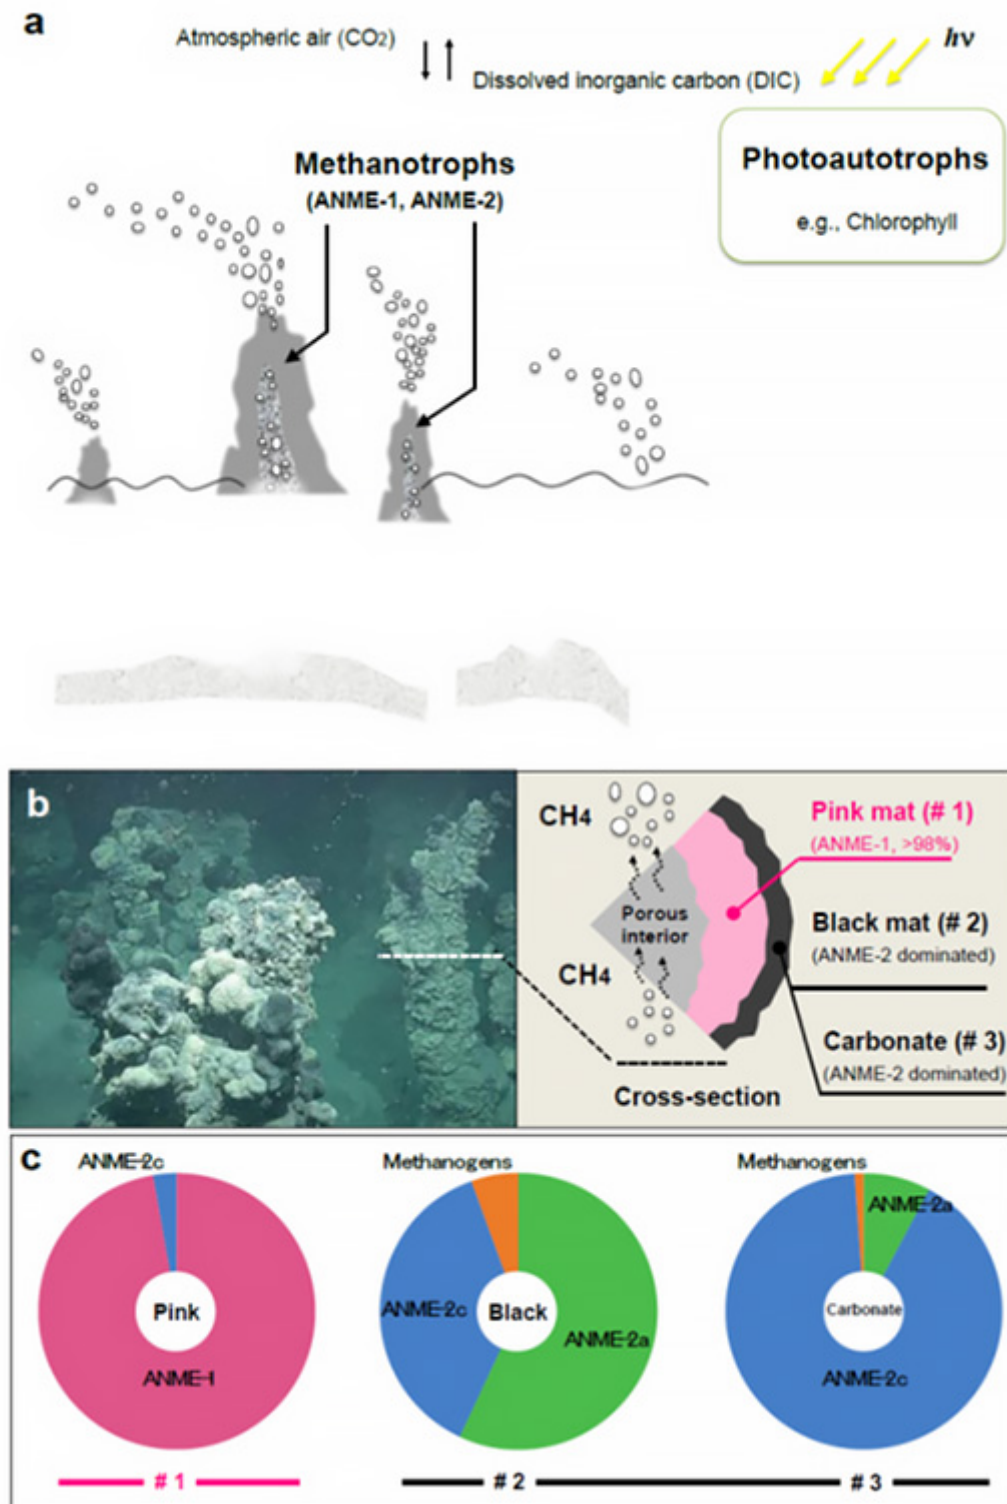 a
Atmospheric air (CO2)
hν
Dissolved inorganic carbon (DIC)
Methanotrophs
(ANME-1, ANME-2)
Photoautotrophs
e.g., Chlorophyll
b
CH4
Porous
interior
CH4
Cross-section
Pink mat (# 1)
(ANME-1, >98%)
Black mat (# 2)
(ANME-2 dominated)
Carbonate (# 3)
(ANME-2 dominated)
c
ANME-2c
Pink
ANME-I
# 1
Methanogens
ANME-2c
Black
ANME-2a
# 2
Methanogens
ANME-2a
Carbonate
ANME-2c
# 3